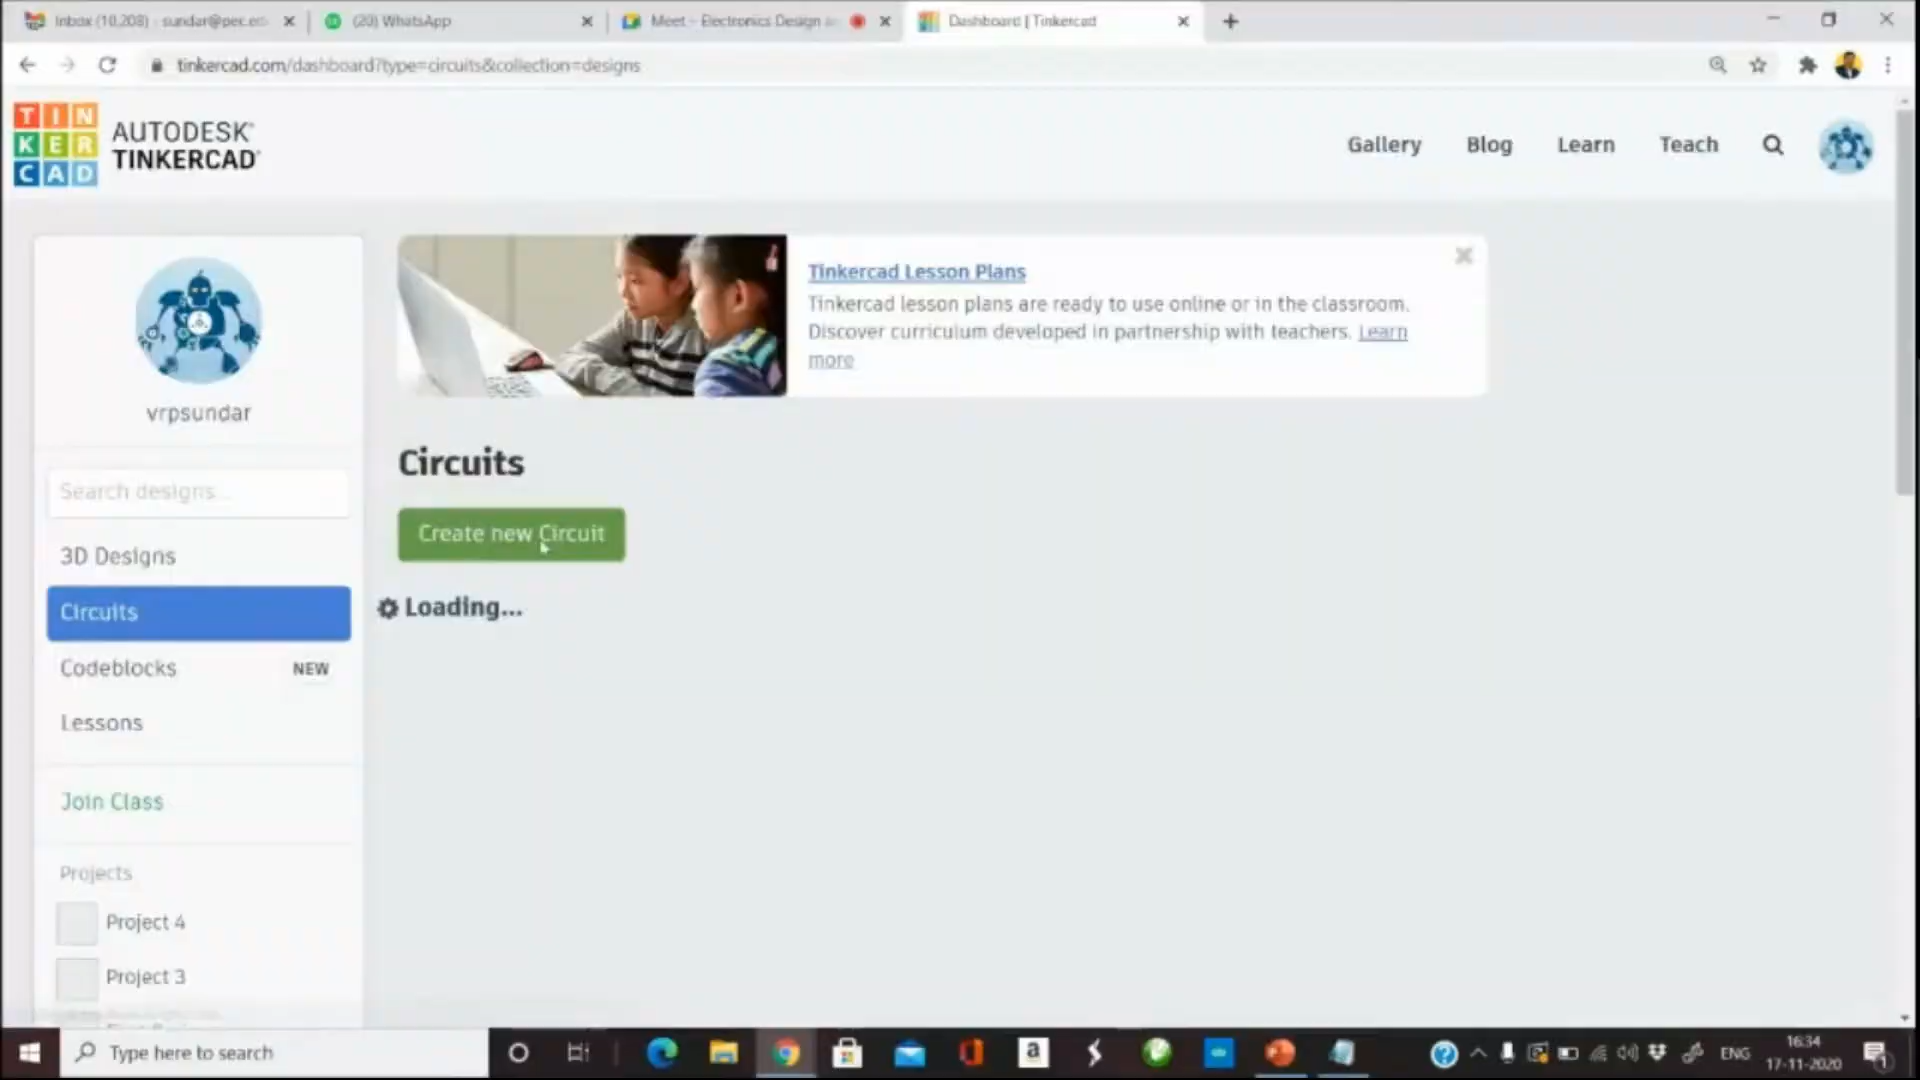 Inbox (10,208) - sundar@pec.ed
(20) WhatsApp
Meet - Electronics Design a
Dashboard | Tinkercad
tinkercad.com/dashboard?type=circuits&collection=designs
TIN
KER
CAD
AUTODESK
TINKERCAD
Gallery
Blog
Learn
Teach
vrpsundar
Search designs...
3D Designs
Circuits
Codeblocks
NEW
Lessons
Join Class
Projects
Project 4
Project 3
Tinkercad Lesson Plans
Tinkercad lesson plans are ready to use online or in the classroom.
Discover curriculum developed in partnership with teachers. Learn
more
Circuits
Create new Circuit
Loading...
Type here to search
a
ENG
16:34
17-11-2020
1